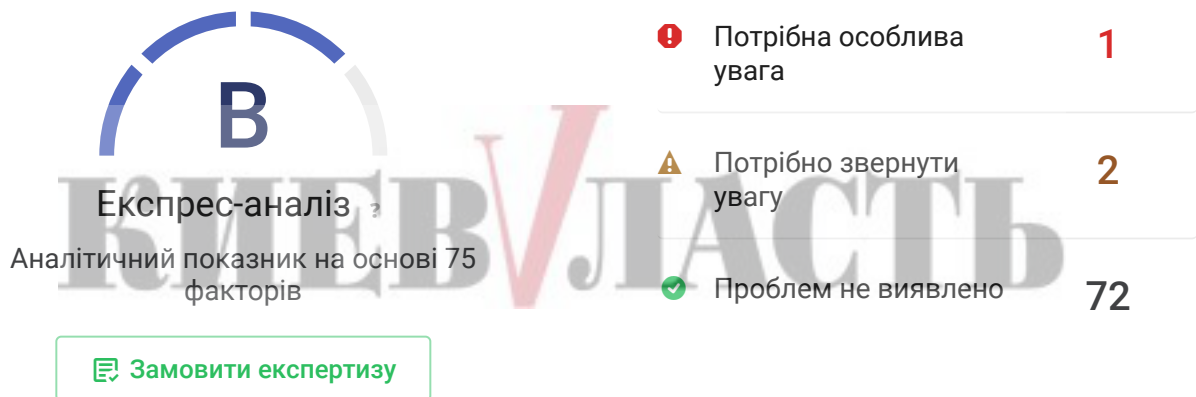 В
Експрес-аналіз ?
Аналітичний показник на основі 75
факторів
Замовити експертизу
Потрібна особлива
увага
1
Потрібно звернути
увагу
2
Проблем не виявлено
72
КИЕВVЛАСТЬ